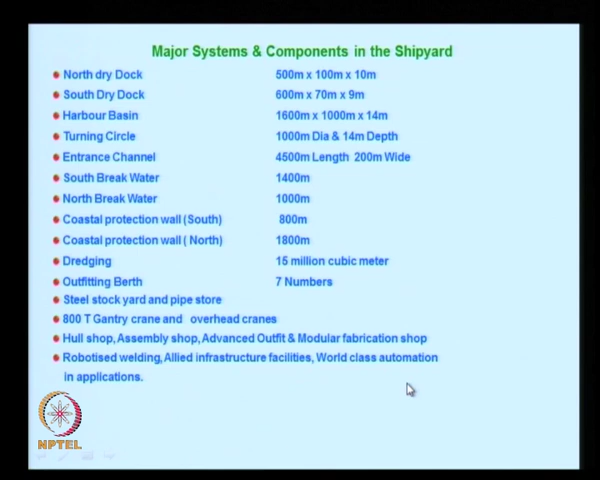 Major Systems & Components in the Shipyard
North dry Dock 500m x 100m x 10m
South Dry Dock 600m x 70m x 9m
Harbour Basin 1600m x 1000m x 14m
Turning Circle 1000m Dia & 14m Depth
Entrance Channel 4500m Length 200m Wide
South Break Water 1400m
North Break Water 1000m
Coastal protection wall (South) 800m
Coastal protection wall ( North) 1800m
Dredging 15 million cubic meter
Outfitting Berth 7 Numbers
Steel stock yard and pipe store
800 T Gantry crane and overhead cranes
Hull shop, Assembly shop, Advanced Outfit & Modular fabrication shop
Robotised welding, Allied infrastructure facilities, World class automation
in applications.
NPTEL